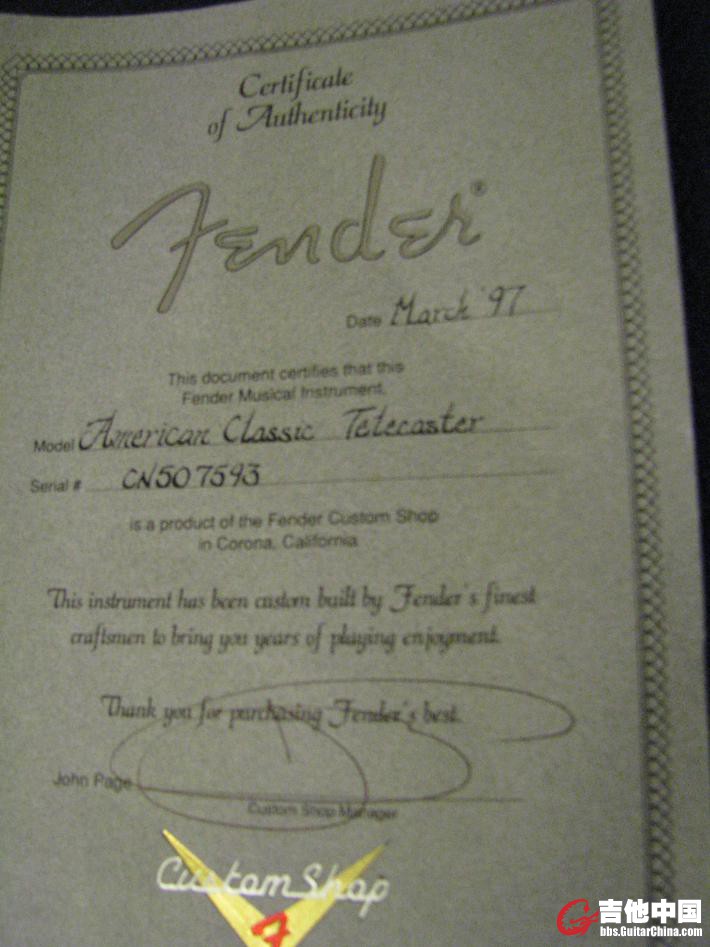 Certificate
of Authenticity
Fender®
Date March '97
This document certifies that this
Fender Musical Instrument,
Model American Classic Telecaster
Serial # CN507593
is a product of the Fender Custom Shop
in Corona, California
This instrument has been custom built by Fender's finest
craftsmen to bring you years of playing enjoyment.
Thank you for purchasing Fender's best.
John Page
Custom Shop Manager
Custom Shop
吉他中国
bbs.GuitarChina.com